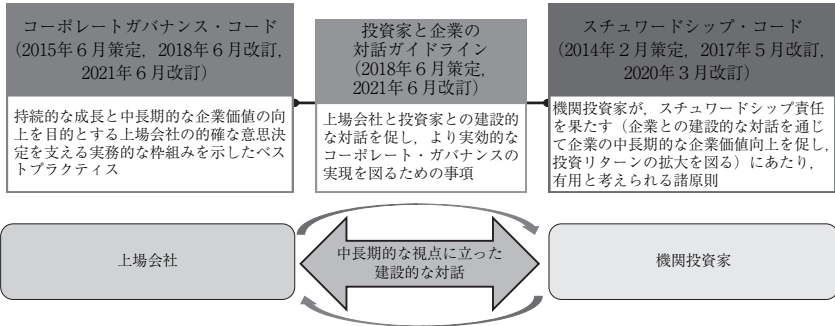 コーポレートガバナンス・コード
（2015年６月策定，2018年６月改訂，
2021年６月改訂）
持続的な成長と中長期的な企業価値の向
上を目的とする上場会社の的確な意思決
定を支える実務的な枠組みを示したベス
トプラクティス
投資家と企業の
対話ガイドライン
（2018年６月策定，
2021年６月改訂）
上場会社と投資家との建設的
な対話を促し，より実効的な
コーポレート・ガバナンスの
実現を図るための事項
スチュワードシップ・コード
（2014年２月策定，2017年５月改訂，
2020年３月改訂）
機関投資家が，スチュワードシップ責任
を果たす（企業との建設的な対話を通じ
て企業の中長期的な企業価値向上を促し，
投資リターンの拡大を図る）にあたり，
有用と考えられる諸原則
上場会社
中長期的な視点に立った
建設的な対話
機関投資家